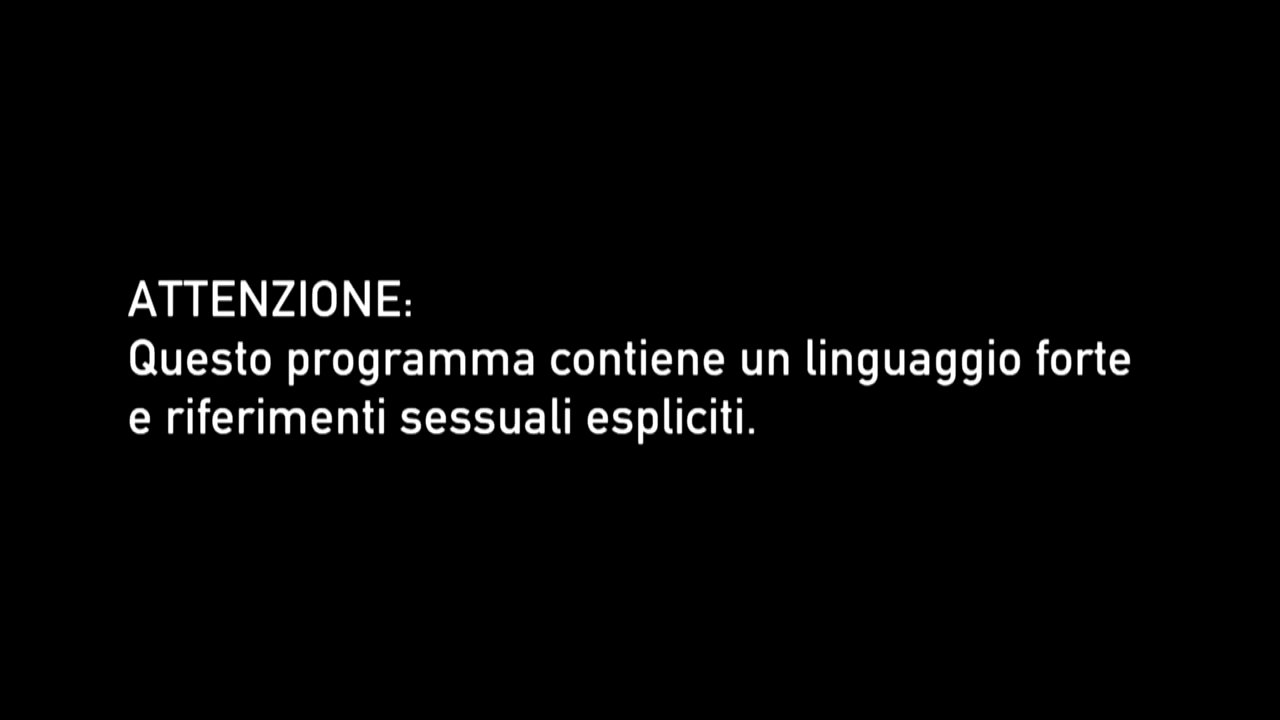 ATTENZIONE:
Questo programma contiene un linguaggio forte
e riferimenti sessuali espliciti.